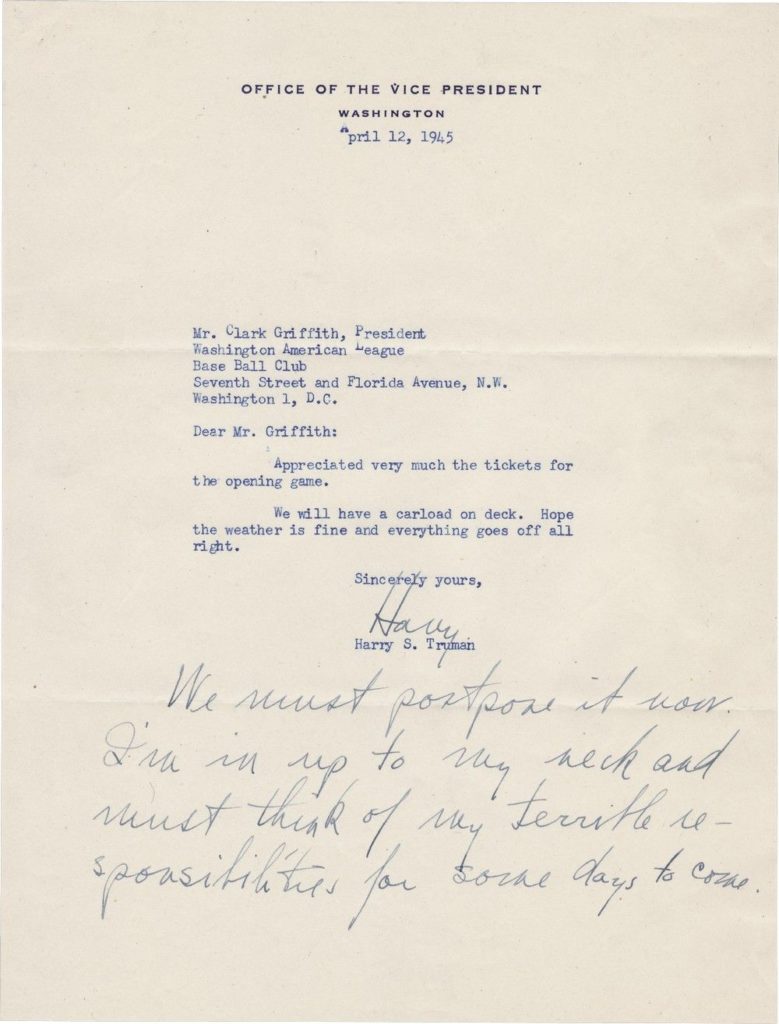 OFFICE OF THE VICE PRESIDENT
WASHINGTON
April 12, 1945
Mr. Clark Griffith, President
Washington American League
Base Ball Club
Seventh Street and Florida Avenue, N.W.
Washington 1, D.C.
Dear Mr. Griffith:
Appreciated very much the tickets for
the opening game.
We will have a carload on deck. Hope
the weather is fine and everything goes off all
right.
Sincerely yours,
Harry
Harry S. Truman
We must postpone it now.
I'm in up to my neck and
must think of my terrible re-
sponsibilities for some days to come.